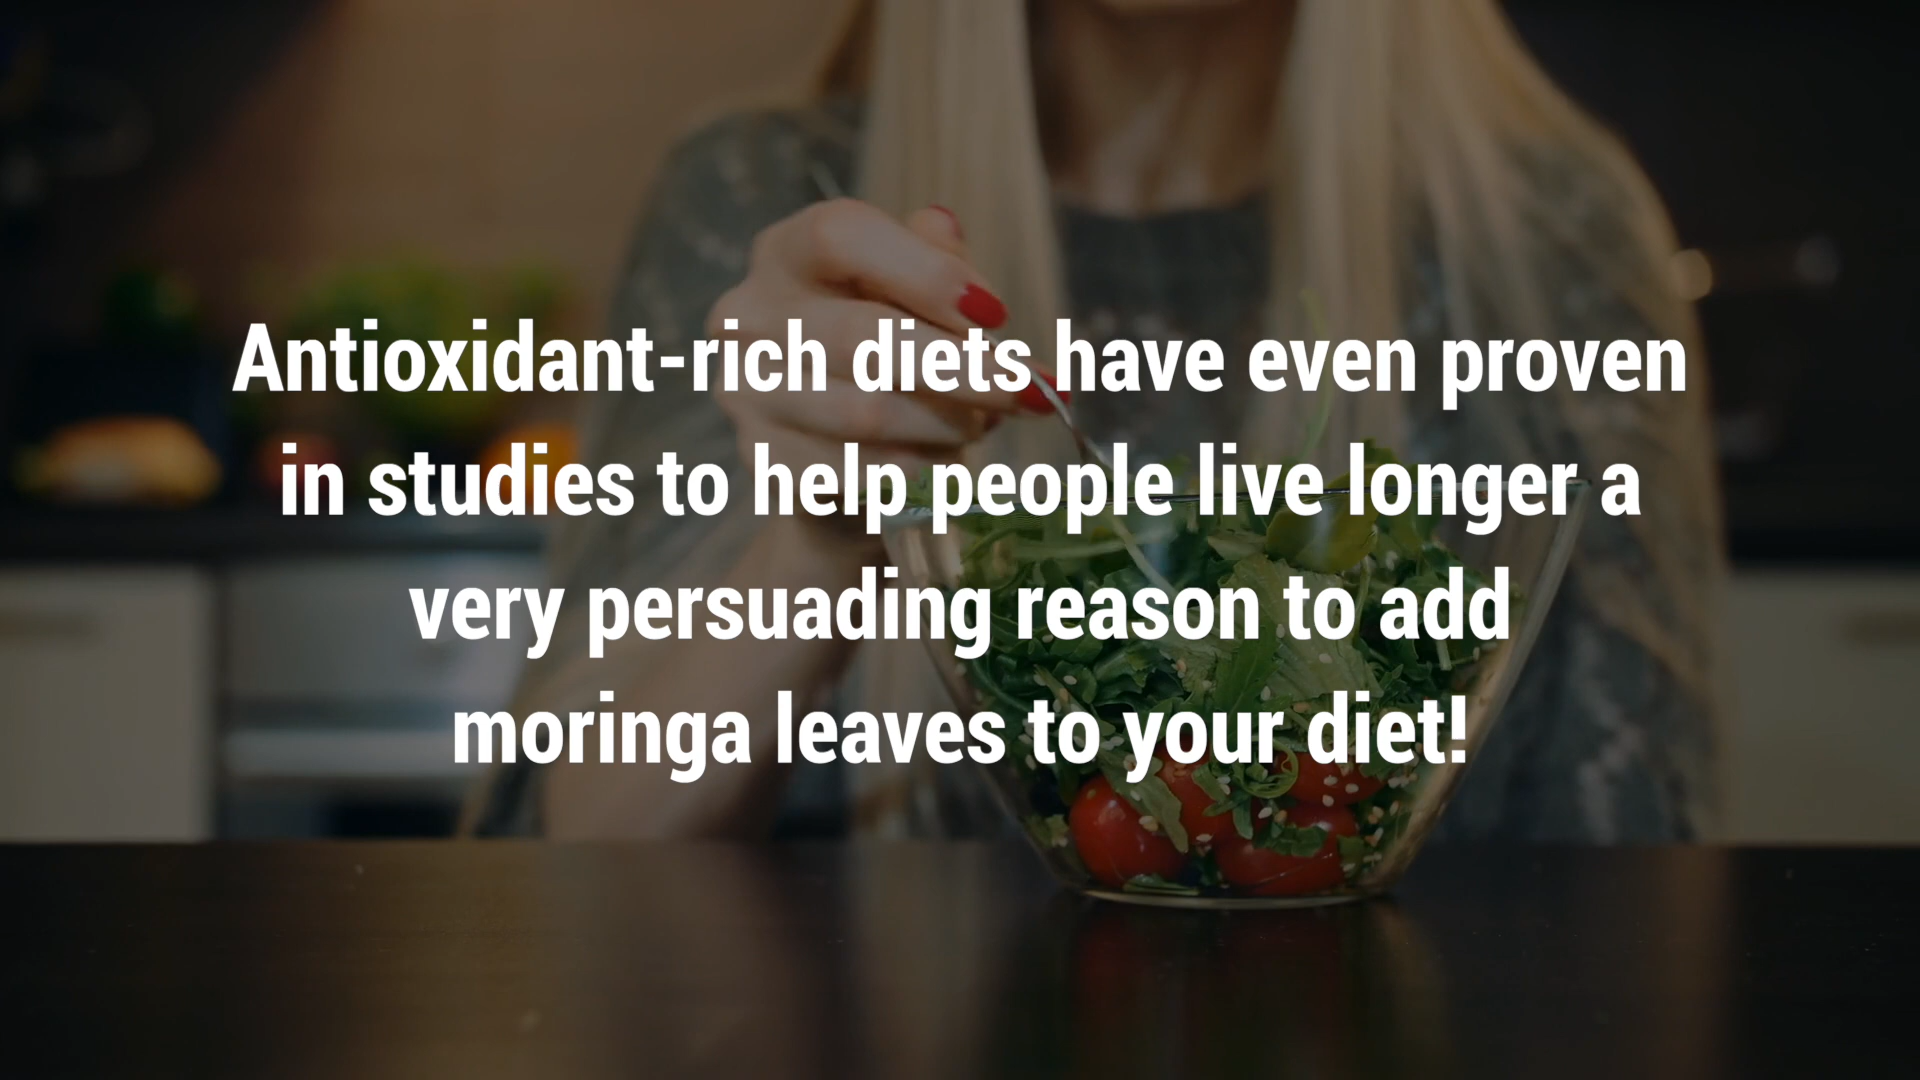 Antioxidant-rich diets have even proven
in studies to help people live longer a
very persuading reason to add
moringa leaves to your diet!